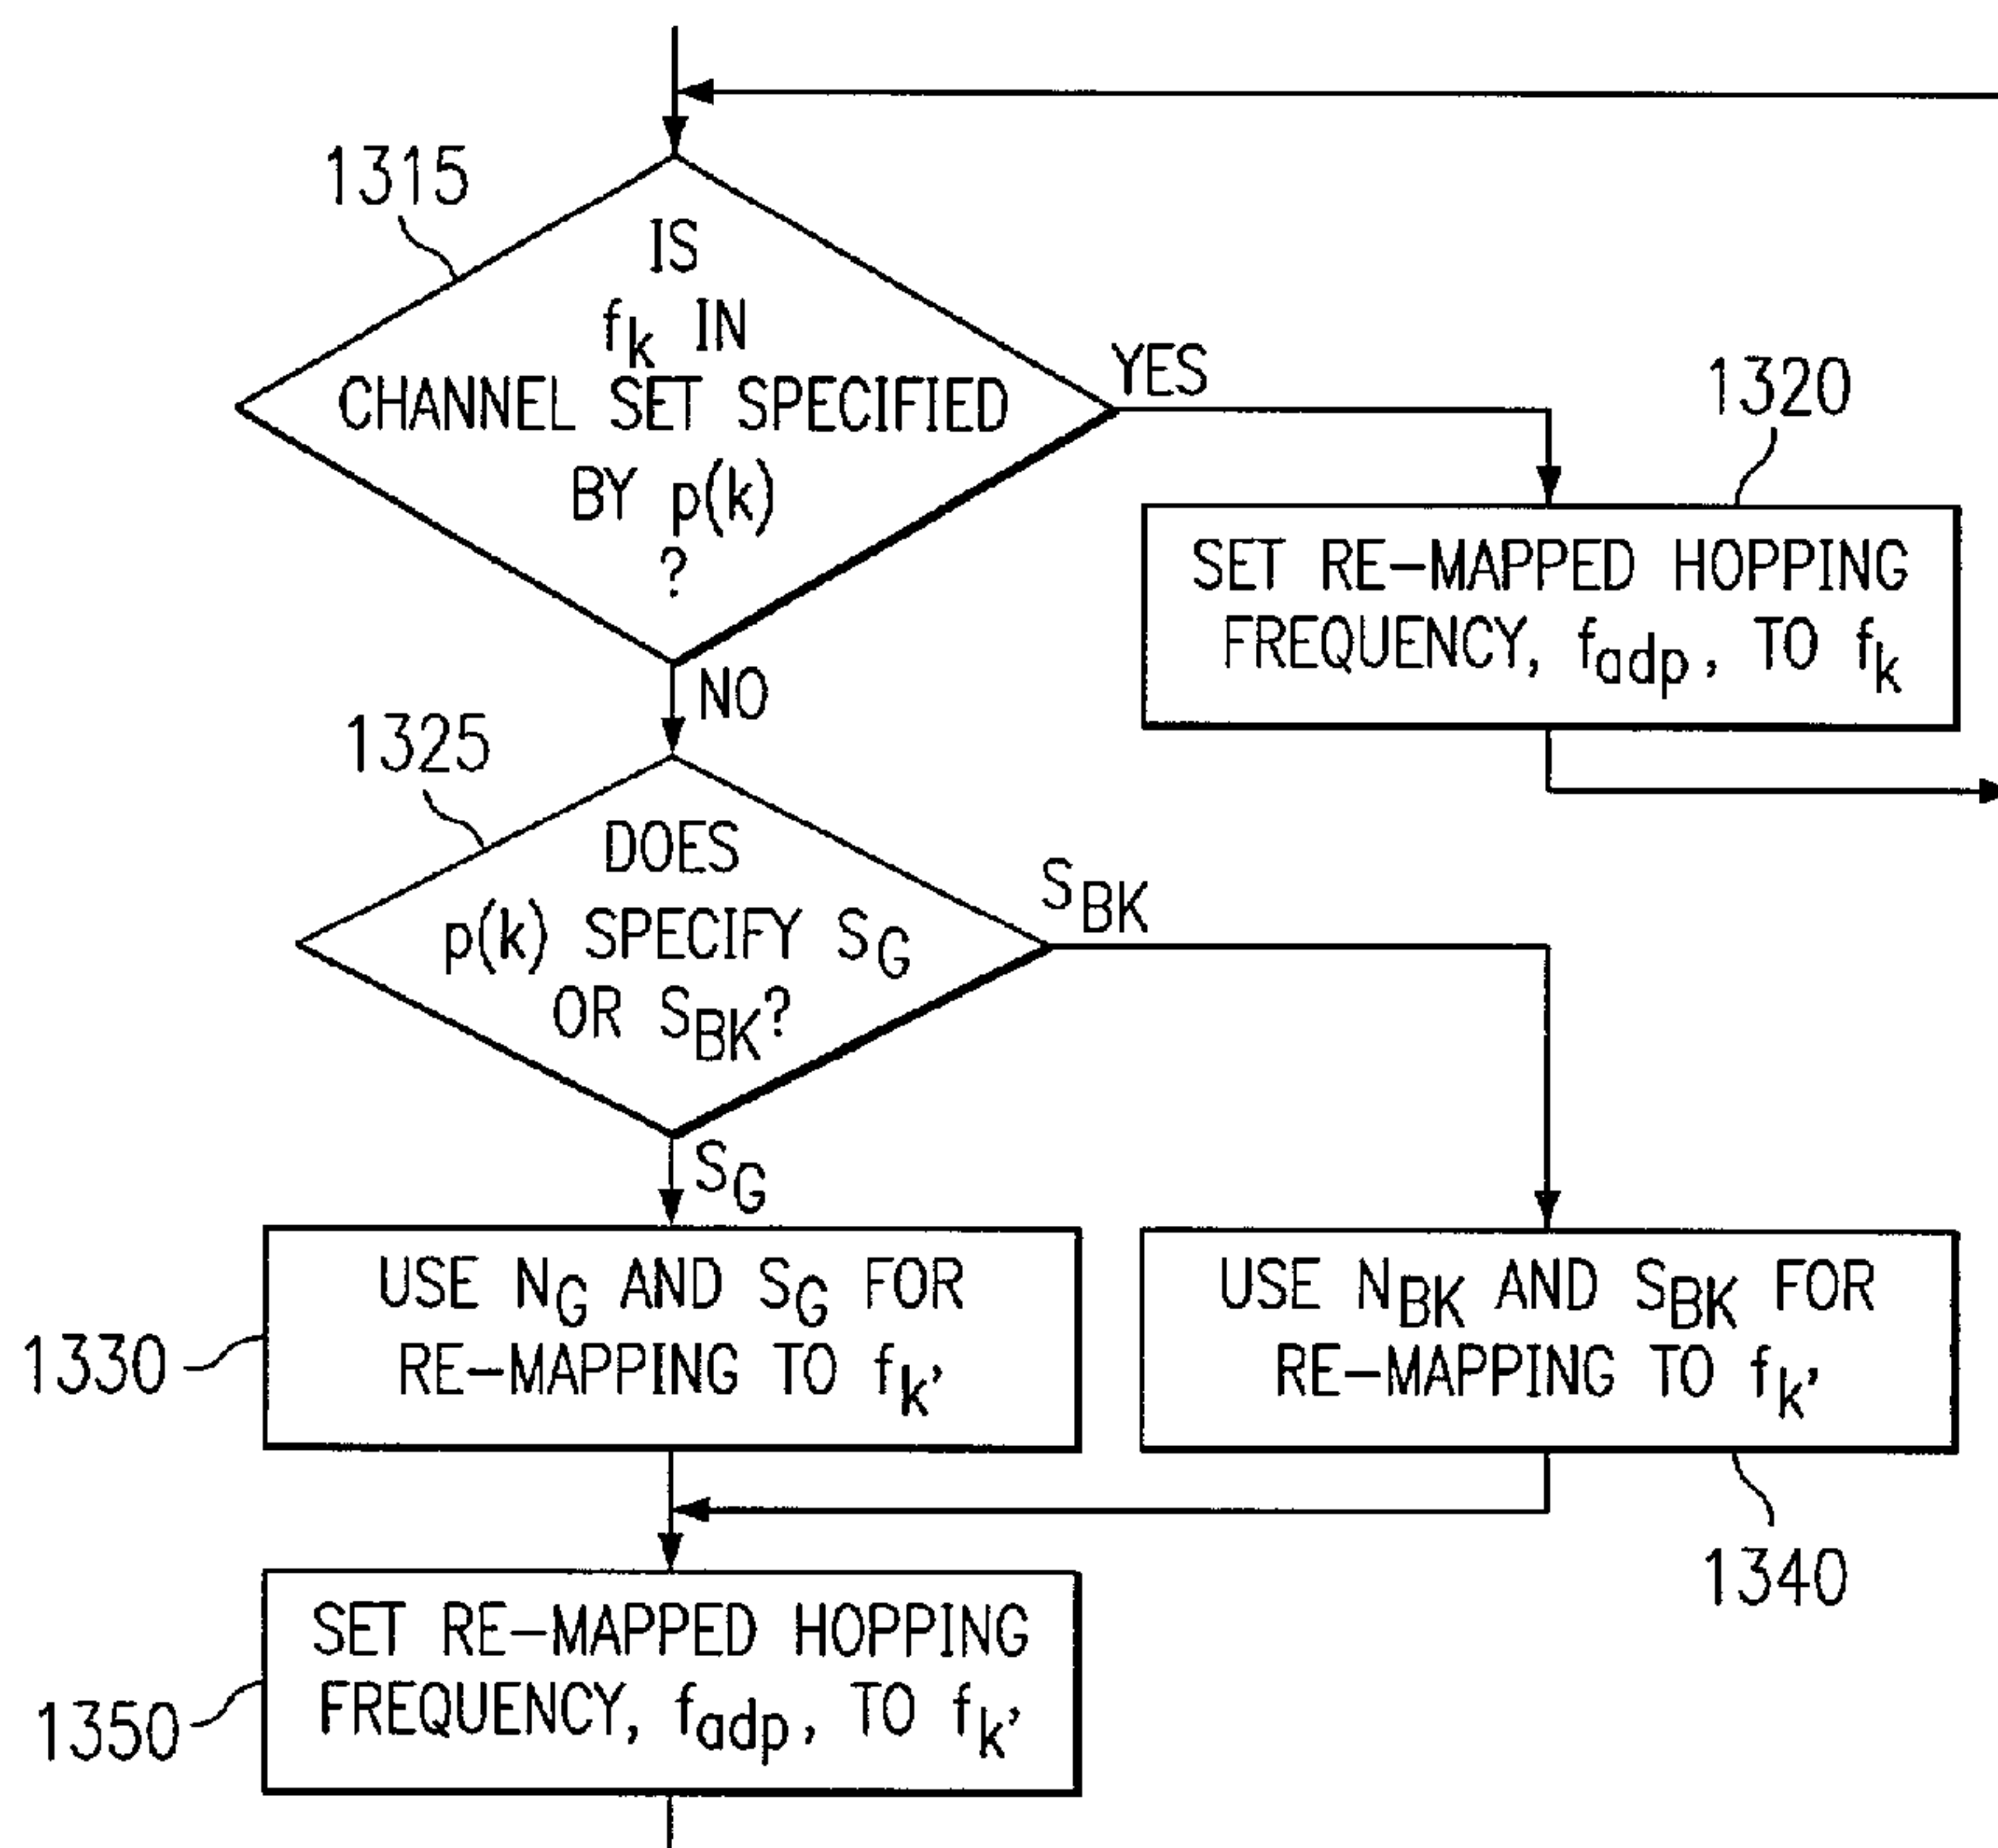 1315
IS
fk IN
CHANNEL SET SPECIFIED
BY p(k)
?
YES
1320
SET RE-MAPPED HOPPING
FREQUENCY, fadp, TO fk
NO
1325
DOES
p(k) SPECIFY SG
OR SBK?
SBK
SG
1330
USE NG AND SG FOR
RE-MAPPING TO fk'
USE NBK AND SBK FOR
RE-MAPPING TO fk'
1340
1350
SET RE-MAPPED HOPPING
FREQUENCY, fadp, TO fk'